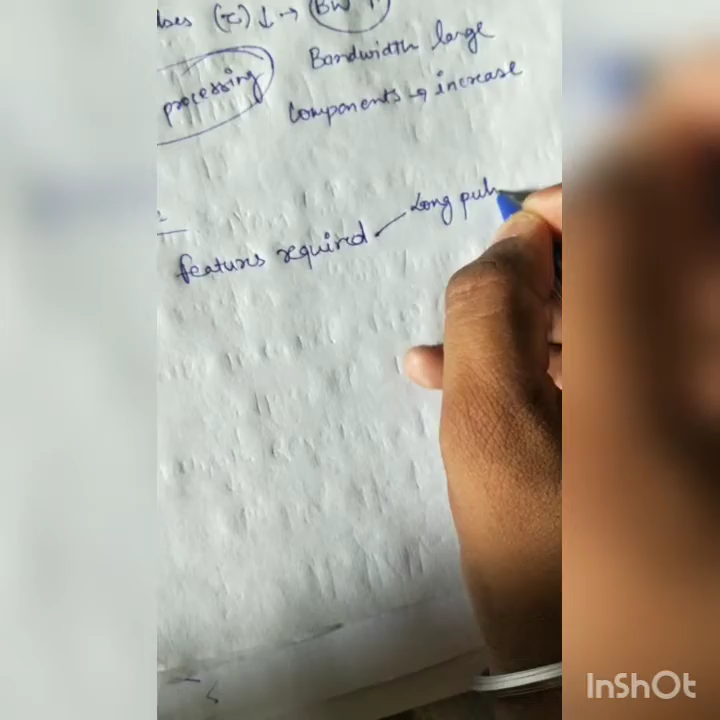 (τ) ↓ → BW ↑
Bandwidth large
processing
components → increase
features required
Long pul
InShOt